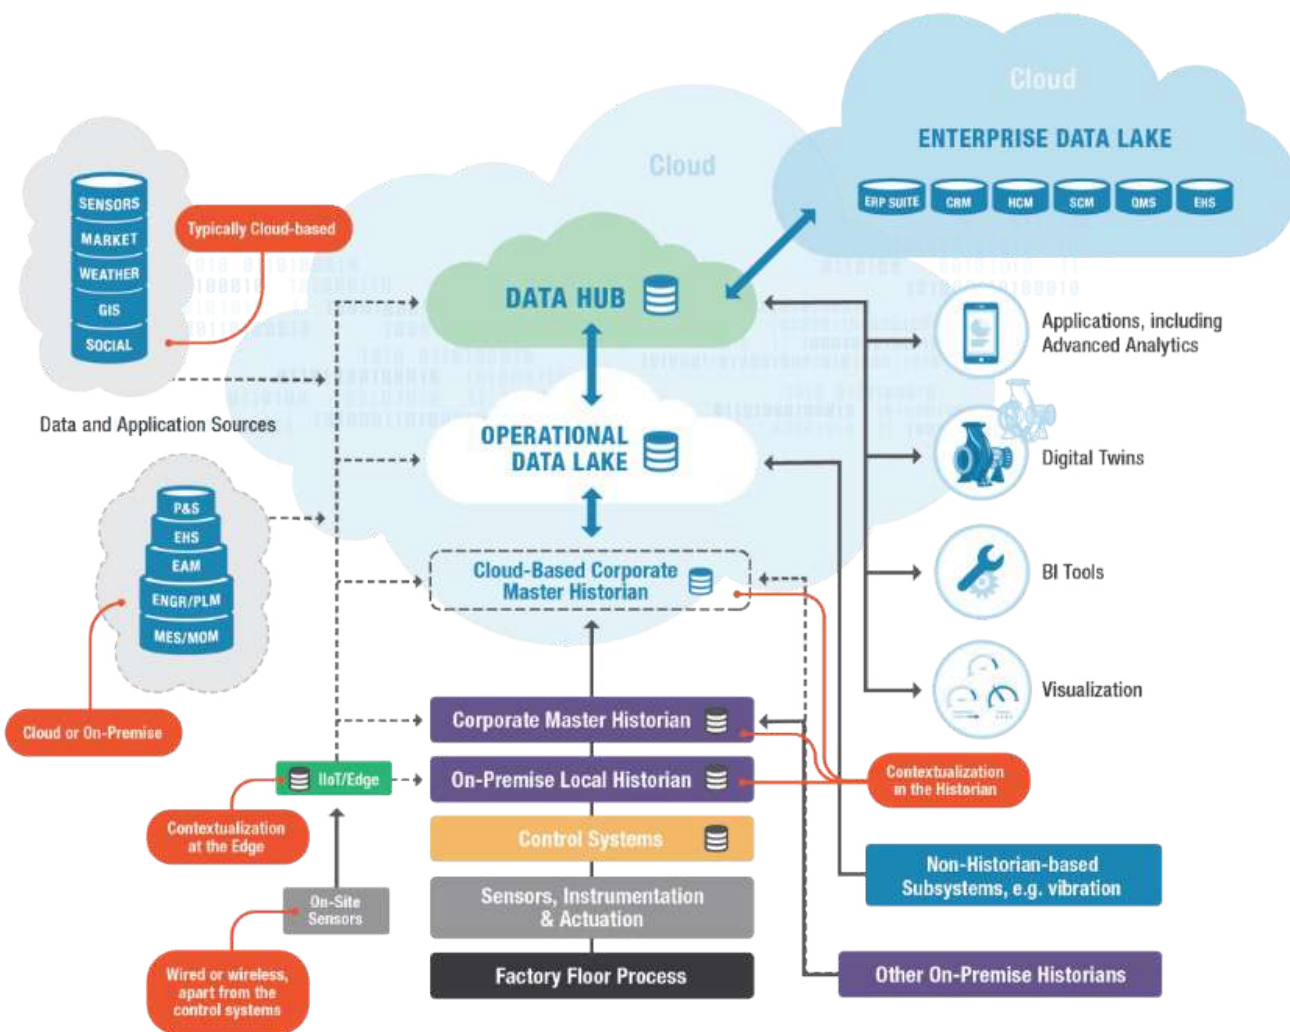 Cloud
ENTERPRISE DATA LAKE
ERP SUITE
CRM
HCM
SCM
QMS
EHS
Cloud
SENSORS
MARKET
WEATHER
GIS
SOCIAL
Typically Cloud-based
Data and Application Sources
DATA HUB
Applications, including
Advanced Analytics
OPERATIONAL
DATA LAKE
Digital Twins
P&S
EHS
EAM
ENGR/PLM
MES/MOM
Cloud or On-Premise
Cloud-Based Corporate
Master Historian
BI Tools
Visualization
Corporate Master Historian
IIoT/Edge
On-Premise Local Historian
Contextualization
in the Historian
Contextualization
at the Edge
Control Systems
Non-Historian-based
Subsystems, e.g. vibration
On-Site
Sensors
Sensors, Instrumentation
& Actuation
Wired or wireless,
apart from the
control systems
Factory Floor Process
Other On-Premise Historians